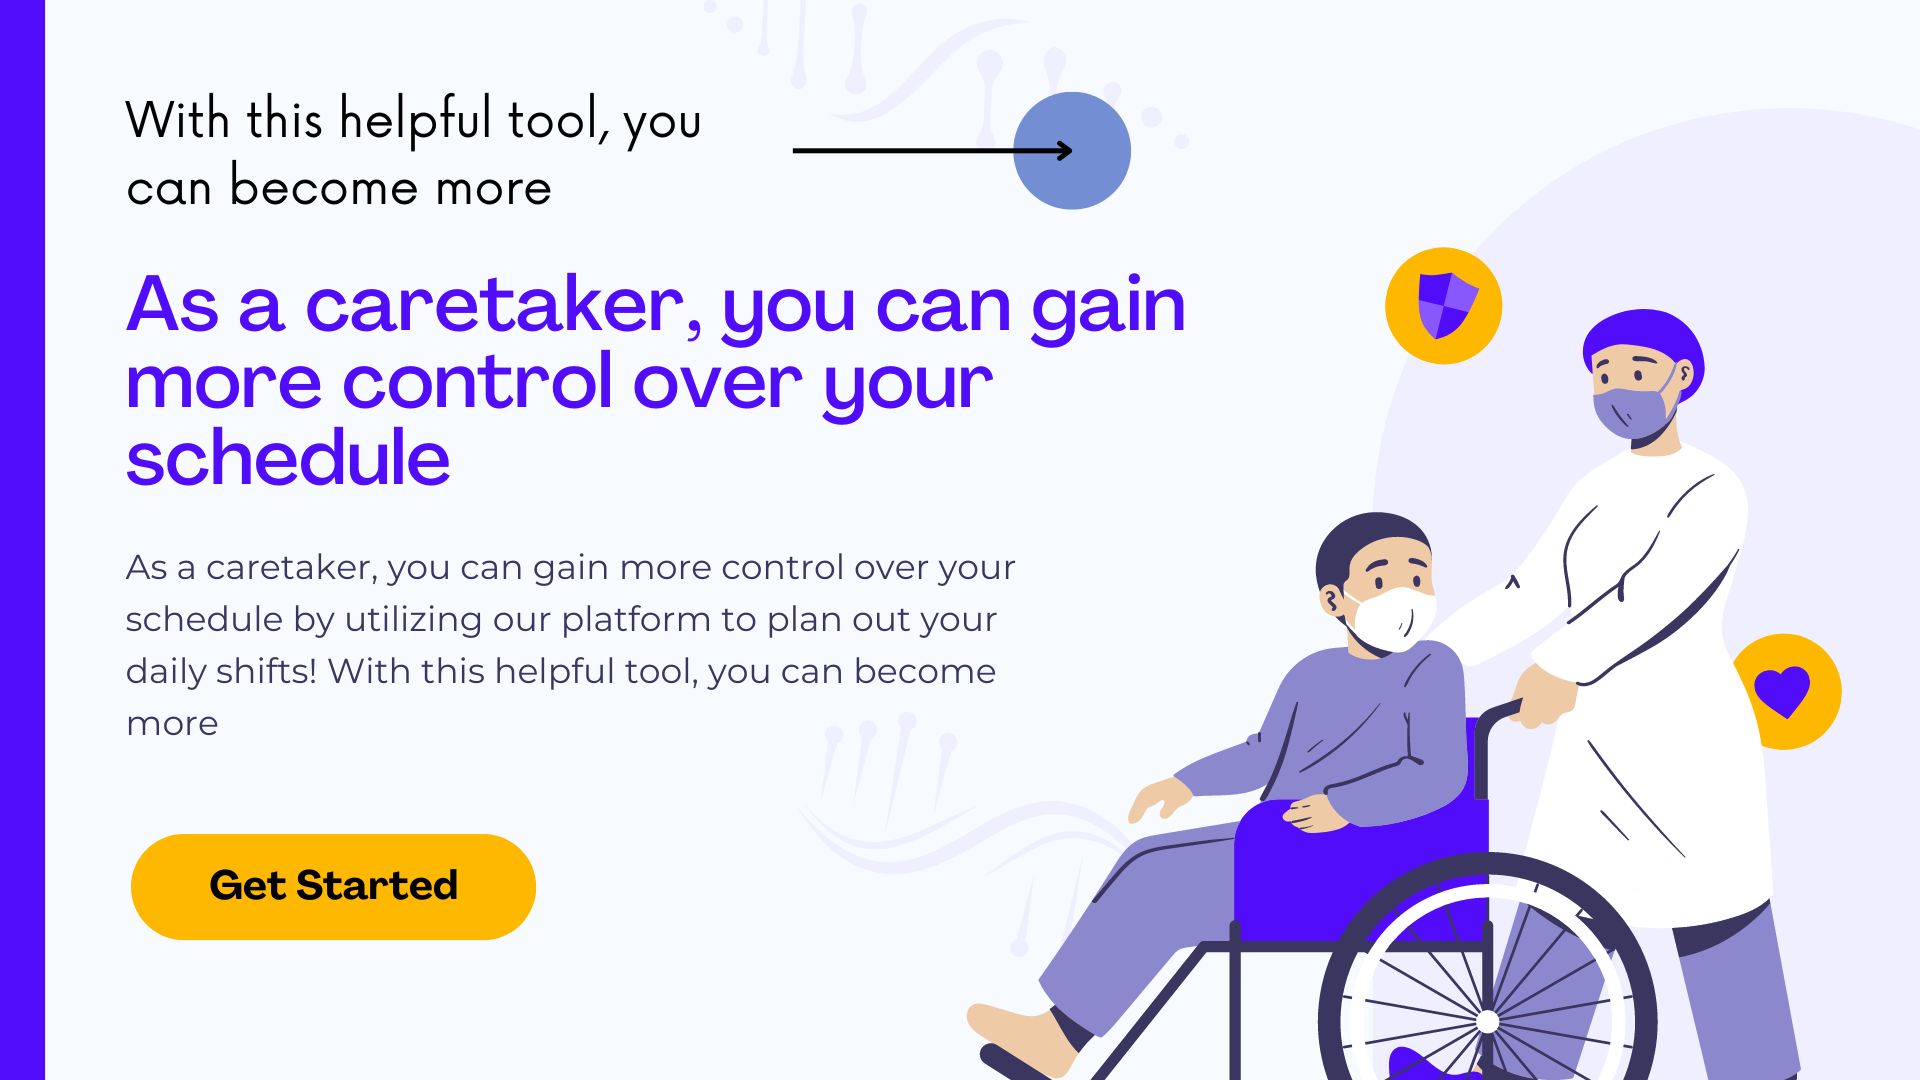 With this helpful tool, you
can become more
As a caretaker, you can gain
more control over your
schedule
As a caretaker, you can gain more control over your
schedule by utilizing our platform to plan out your
daily shifts! With this helpful tool, you can become
more
Get Started